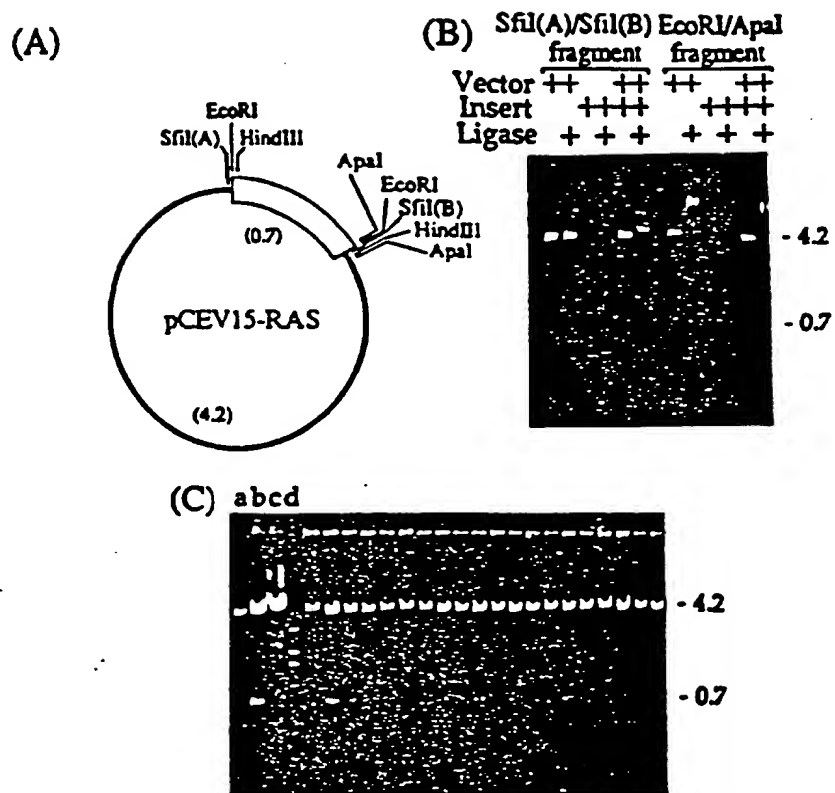 (A)
EcoRI
SfiI(A) HindIII
ApaI
EcoRI
SfiI(B)
HindIII
ApaI
(0.7)
pCEV15-RAS
(4.2)
(B)
SfiI(A)/SfiI(B) EcoRI/ApaI
fragment fragment
Vector ++ ++ ++ ++
Insert ++++ ++++
Ligase + + + + + +
- 4.2
- 0.7
(C) abcd
- 4.2
- 0.7